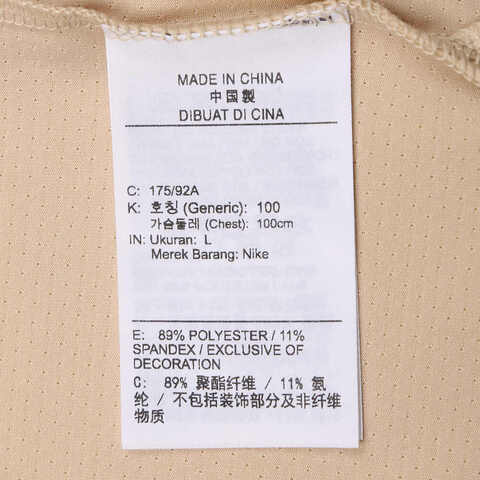 MADE IN CHINA
中国製
DIBUAT DI CINA
C: 175/92A
K: 호칭 (Generic): 100
가슴둘레 (Chest): 100cm
IN: Ukuran: L
Merek Barang: Nike
E: 89% POLYESTER / 11%
SPANDEX / EXCLUSIVE OF
DECORATION
C: 89% 聚酯纤维 / 11% 氨
纶 / 不包括装饰部分及非纤维
物质